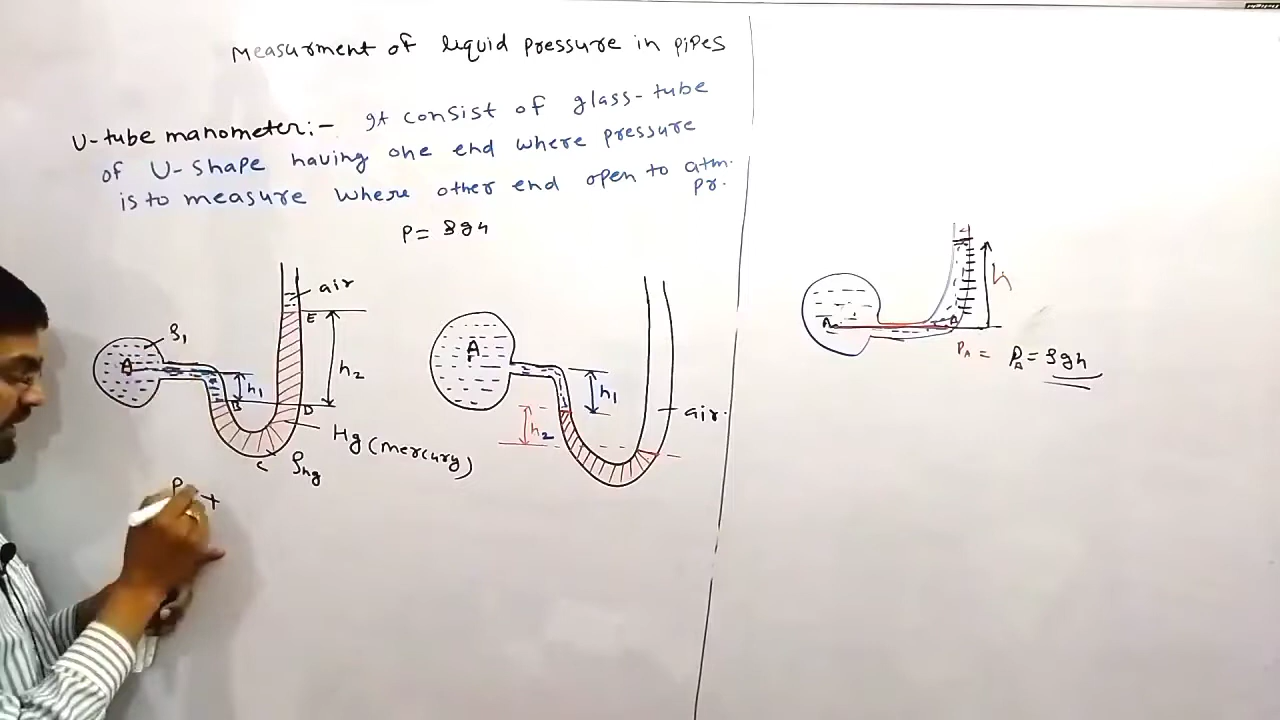 Measurment of liquid pressure in pipes
U-tube manometer:- It consist of glass-tube
of U-shape having one end where pressure
is to measure where other end open to atm. pr.
P = ρgh
air
E
ρ1
A
h1
h2
B
D
Hg (mercury)
C
ρhg
P +
A
h1
h2
air
A
h
PA = PA = ρgh